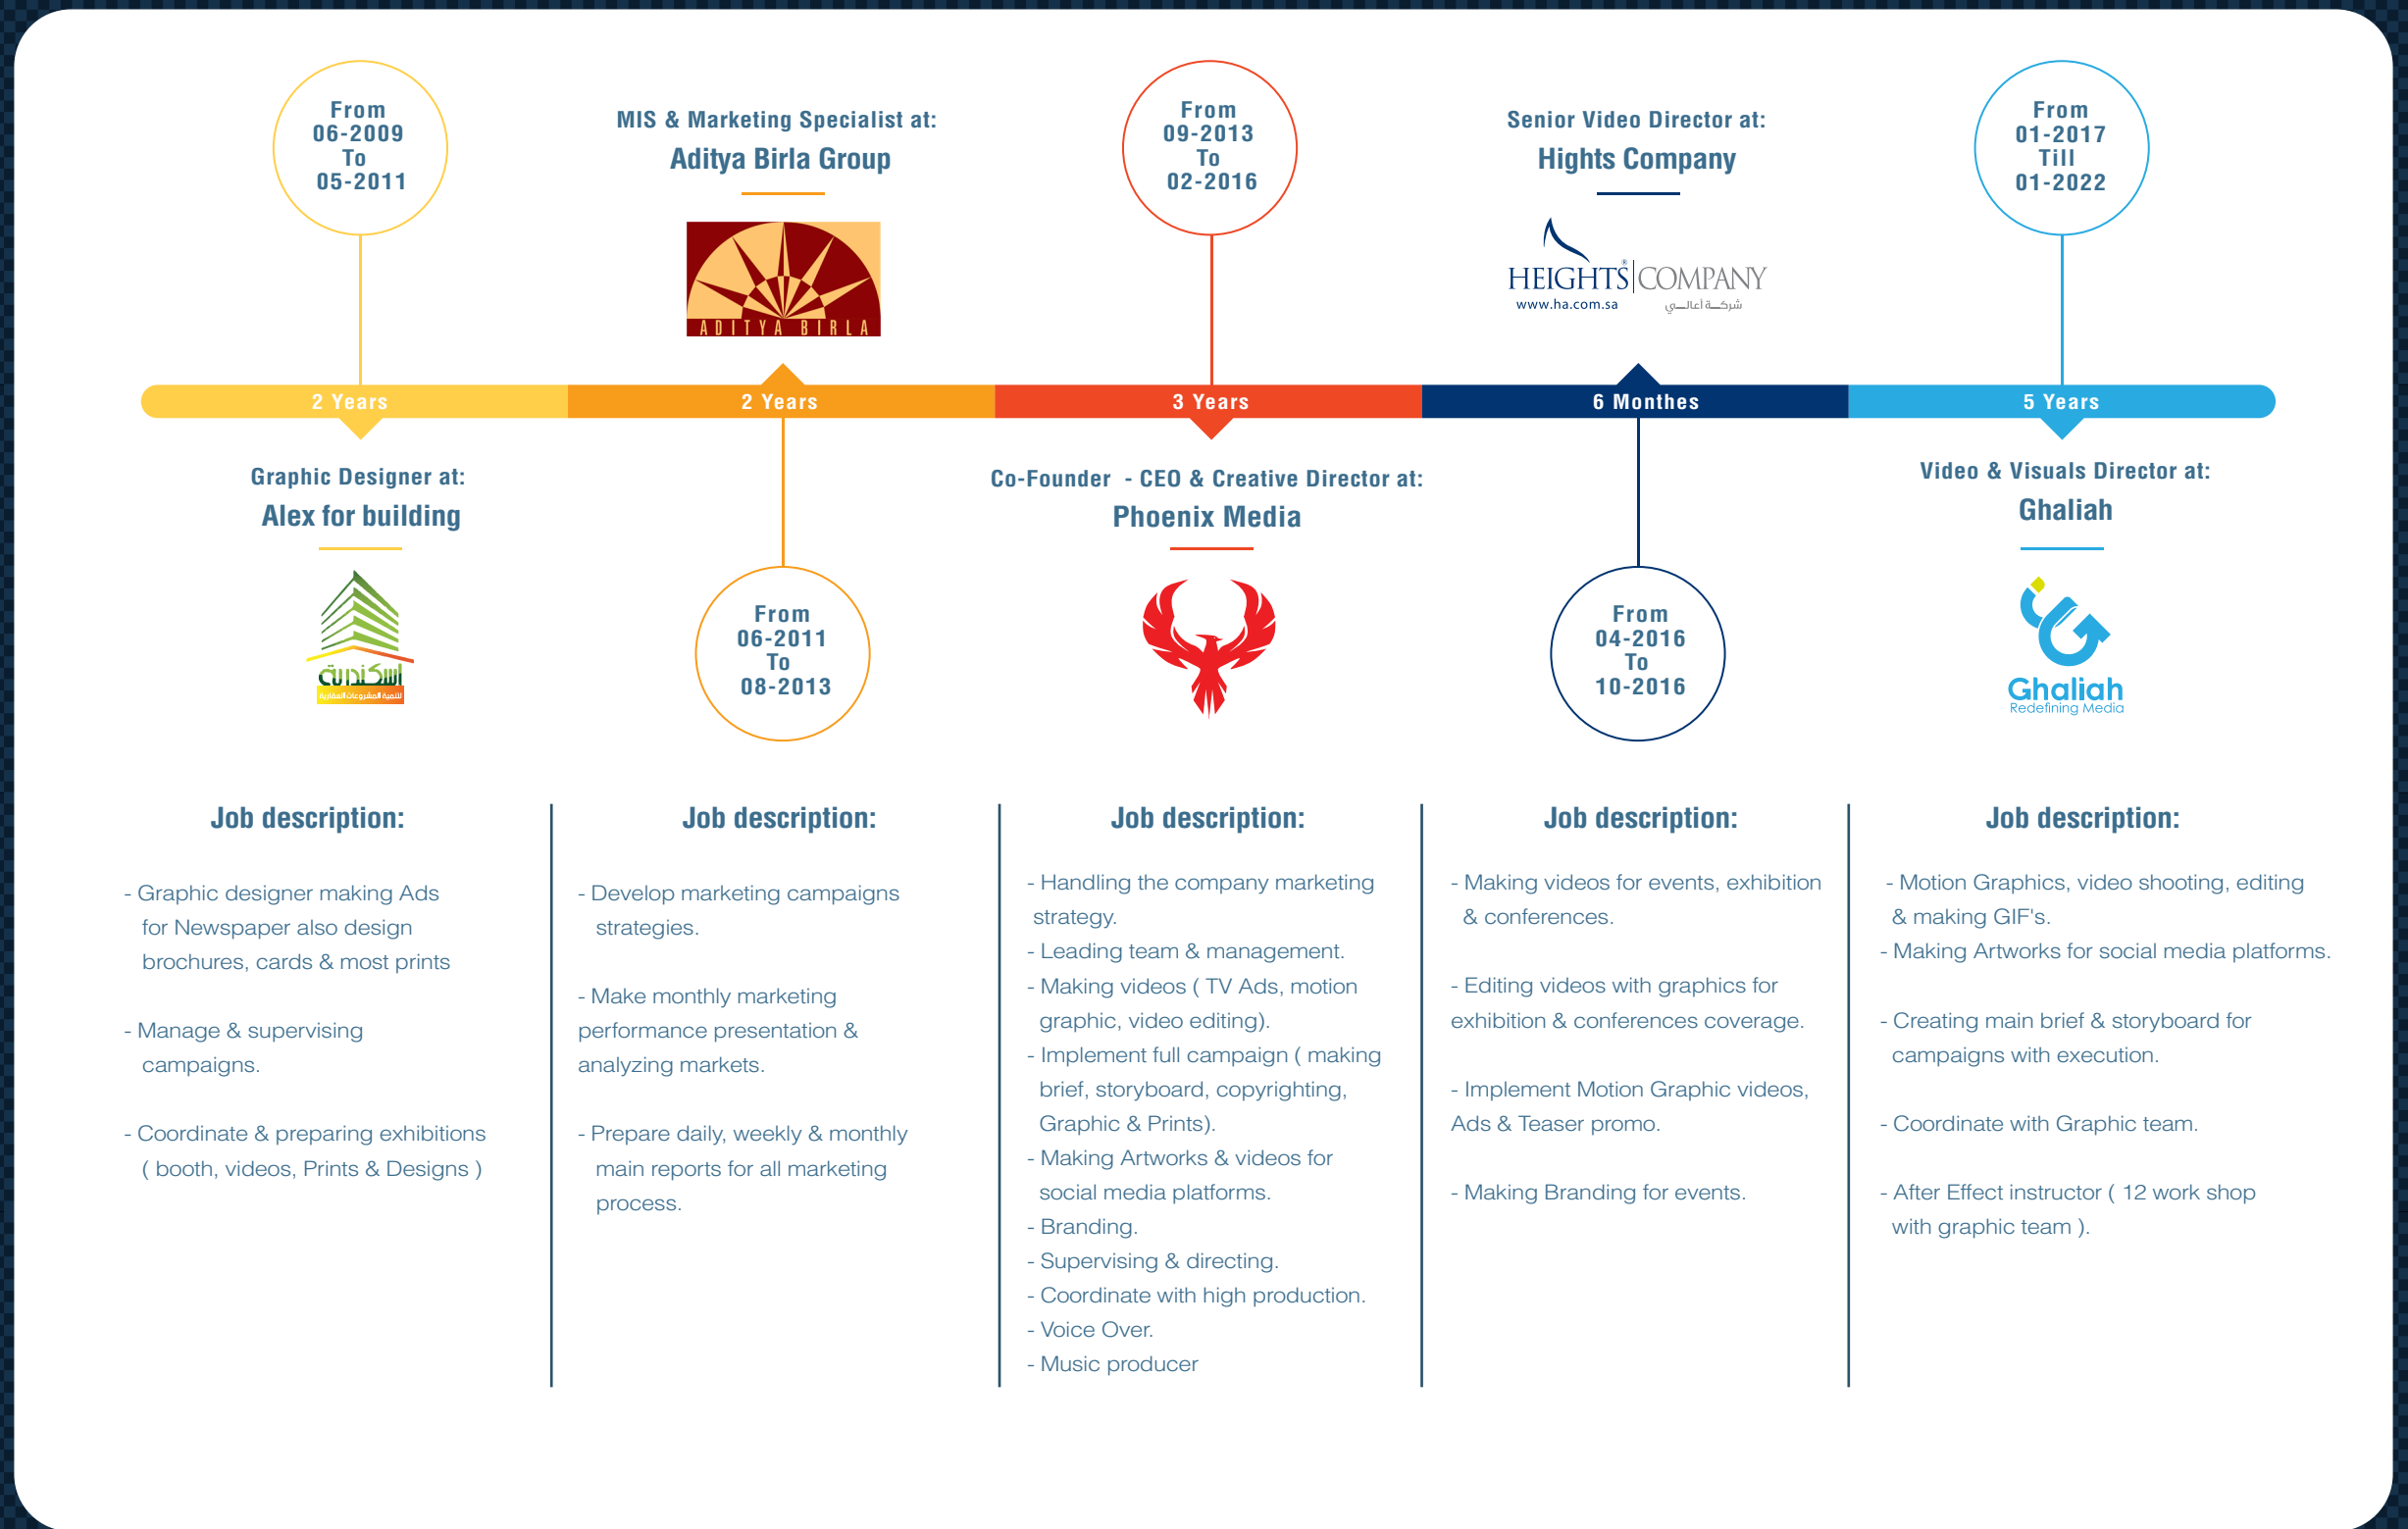 From
06-2009
To
05-2011
MIS & Marketing Specialist at:
Aditya Birla Group
ADITYA BIRLA
From
09-2013
To
02-2016
Senior Video Director at:
Hights Company
HEIGHTS® COMPANY
www.ha.com.sa شركة أعالي
From
01-2017
Till
01-2022
2 Years
2 Years
3 Years
6 Monthes
5 Years
Graphic Designer at:
Alex for building
اسكندرية
للتنمية المشروعات العقارية
From
06-2011
To
08-2013
Co-Founder - CEO & Creative Director at:
Phoenix Media
From
04-2016
To
10-2016
Video & Visuals Director at:
Ghaliah
Ghaliah
Redefining Media
Job description:
- Graphic designer making Ads
for Newspaper also design
brochures, cards & most prints
- Manage & supervising
campaigns.
- Coordinate & preparing exhibitions
( booth, videos, Prints & Designs )
Job description:
- Develop marketing campaigns
strategies.
- Make monthly marketing
performance presentation &
analyzing markets.
- Prepare daily, weekly & monthly
main reports for all marketing
process.
Job description:
- Handling the company marketing
strategy.
- Leading team & management.
- Making videos ( TV Ads, motion
graphic, video editing).
- Implement full campaign ( making
brief, storyboard, copyrighting,
Graphic & Prints).
- Making Artworks & videos for
social media platforms.
- Branding.
- Supervising & directing.
- Coordinate with high production.
- Voice Over.
- Music producer
Job description:
- Making videos for events, exhibition
& conferences.
- Editing videos with graphics for
exhibition & conferences coverage.
- Implement Motion Graphic videos,
Ads & Teaser promo.
- Making Branding for events.
Job description:
- Motion Graphics, video shooting, editing
& making GIF's.
- Making Artworks for social media platforms.
- Creating main brief & storyboard for
campaigns with execution.
- Coordinate with Graphic team.
- After Effect instructor ( 12 work shop
with graphic team ).